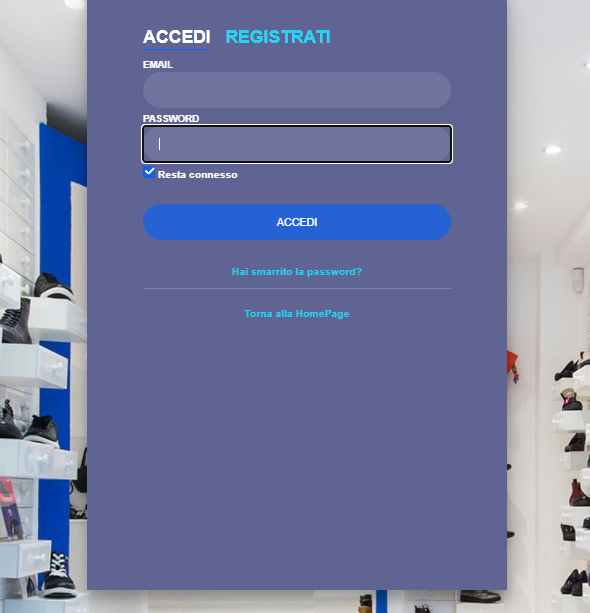 ACCEDI REGISTRATI
EMAIL
PASSWORD
Resta connesso
ACCEDI
Hai smarrito la password?
Torna alla HomePage